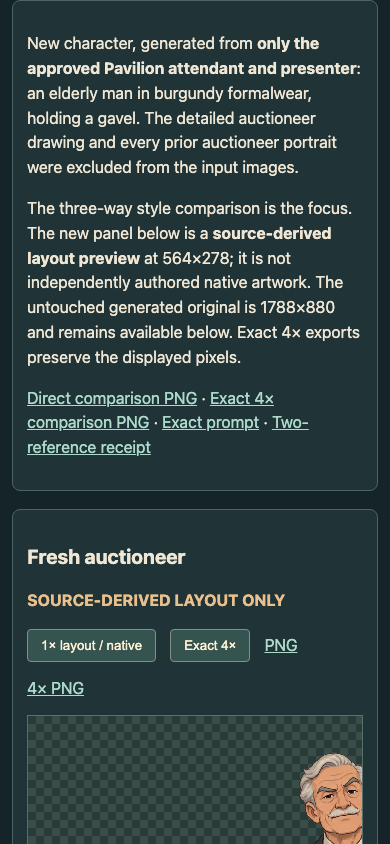 New character, generated from only the
approved Pavilion attendant and presenter:
an elderly man in burgundy formalwear,
holding a gavel. The detailed auctioneer
drawing and every prior auctioneer portrait
were excluded from the input images.
The three-way style comparison is the focus.
The new panel below is a source-derived
layout preview at 564×278; it is not
independently authored native artwork. The
untouched generated original is 1788×880
and remains available below. Exact 4× exports
preserve the displayed pixels.
Direct comparison PNG · Exact 4×
comparison PNG · Exact prompt · Two-
reference receipt
Fresh auctioneer
SOURCE-DERIVED LAYOUT ONLY
1× layout / native Exact 4× PNG
4× PNG